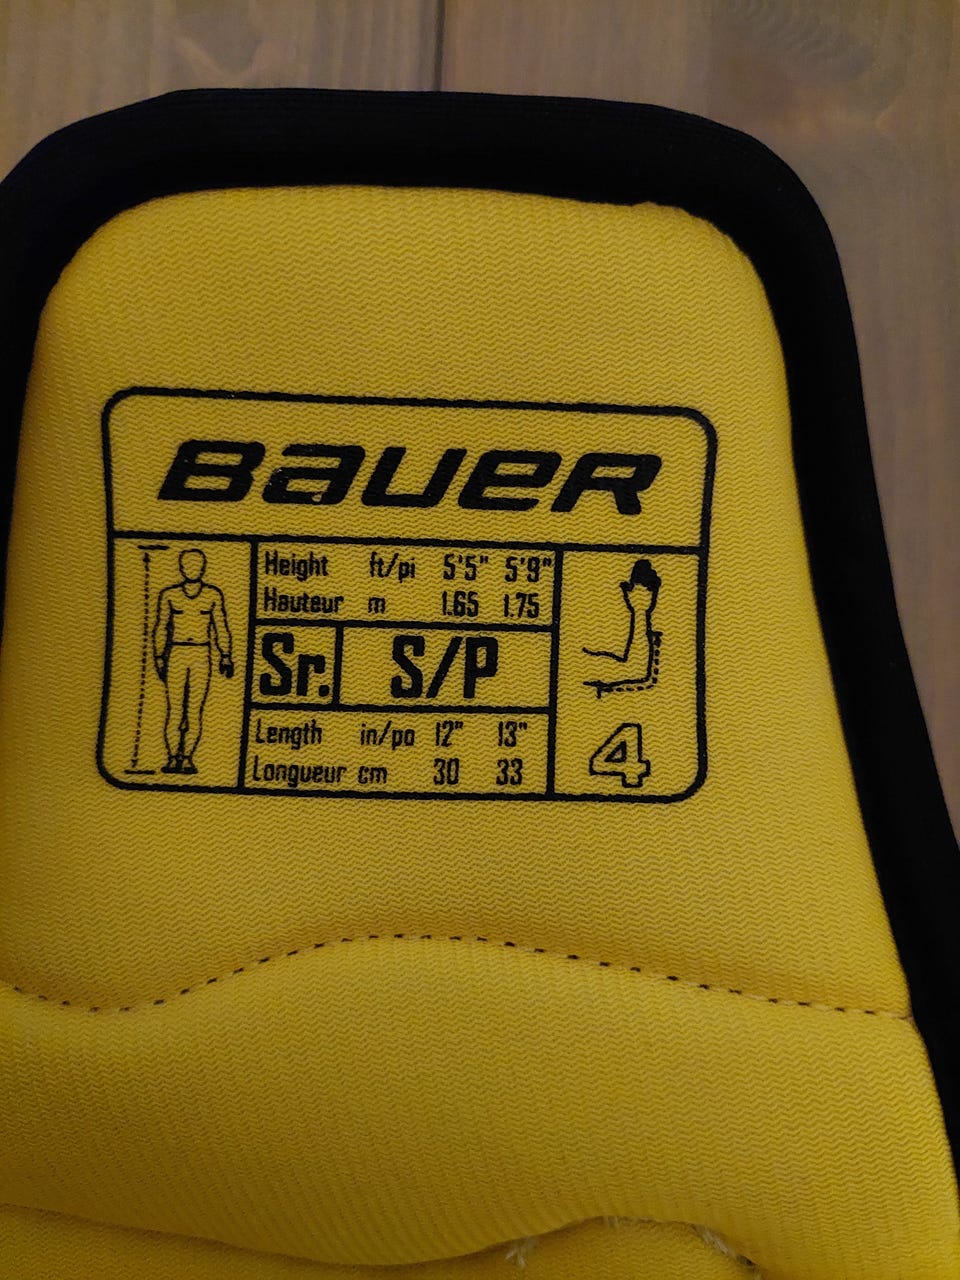 BAUER
Height ft/pi 5'5" 5'9"
Hauteur m 1.65 1.75
Sr. S/P
Length in/po 12" 13"
Longueur cm 30 33
4